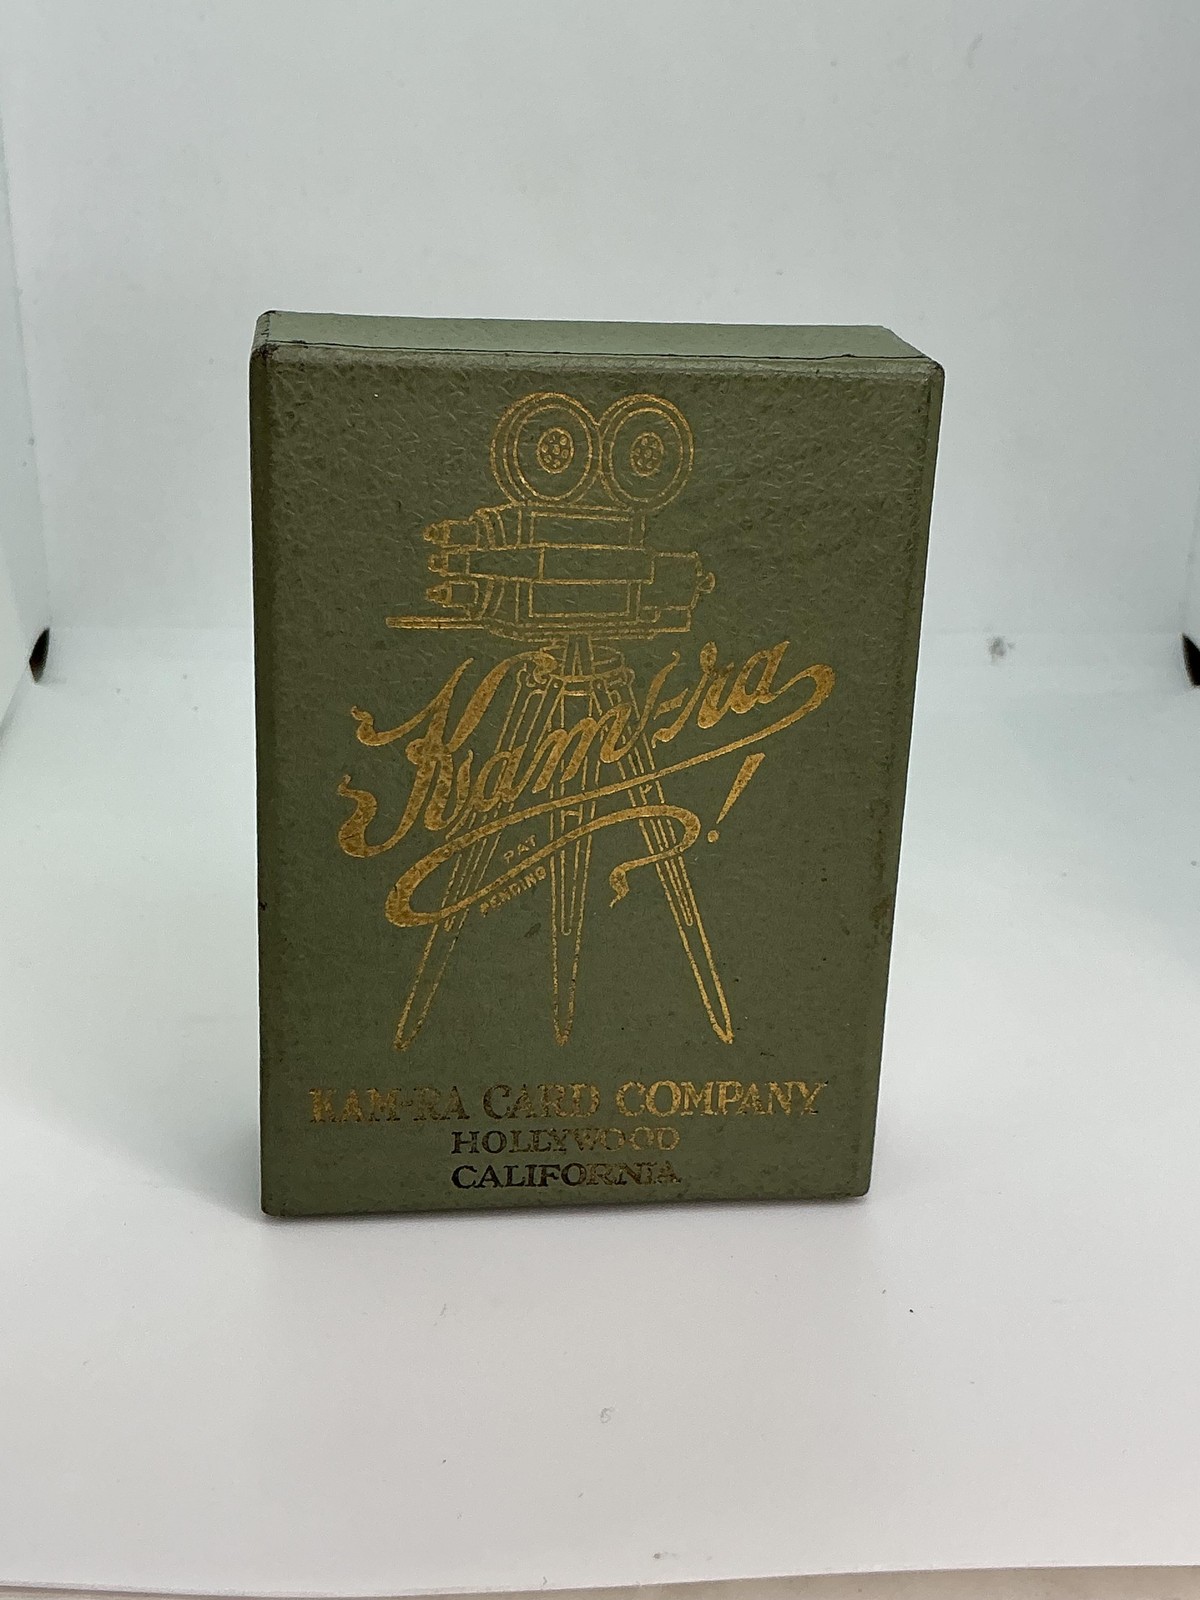 Kam-ra!
PAT
PENDING
KAM-RA CARD COMPANY
HOLLYWOOD
CALIFORNIA